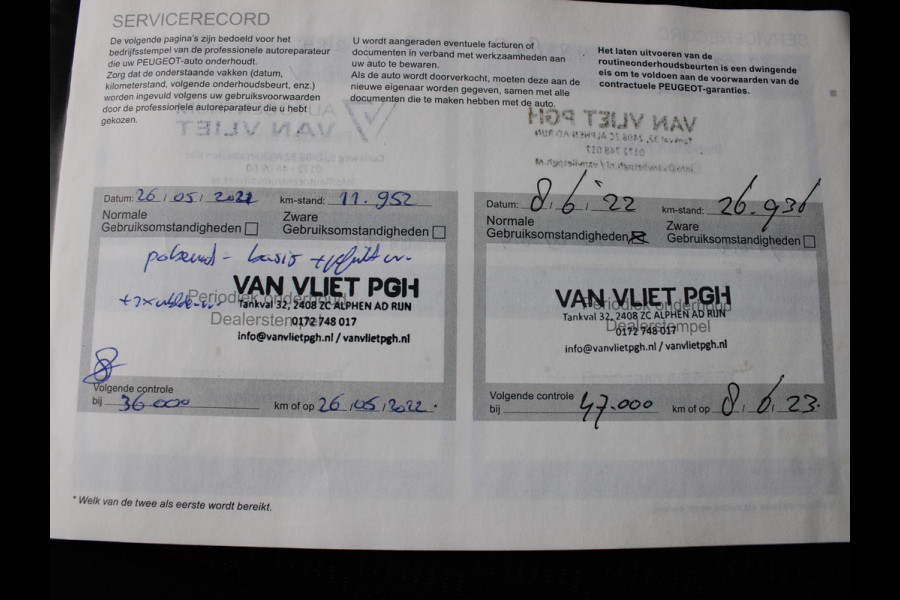 SERVICERECORD
De volgende pagina's zijn bedoeld voor het
bedrijfsstempel van de professionele autoreparateur
die uw PEUGEOT-auto onderhoudt.
Zorg dat de onderstaande vakken (datum,
kilometerstand, volgende onderhoudsbeurt, enz.)
worden ingevuld volgens uw gebruiksvoorwaarden
door de professionele autoreparateur die u hebt
gekozen.
U wordt aangeraden eventuele facturen of
documenten in verband met werkzaamheden aan
uw auto te bewaren.
Als de auto wordt doorverkocht, moeten deze aan de
nieuwe eigenaar worden gegeven, samen met alle
documenten die te maken hebben met de auto.
Het laten uitvoeren van de
routineonderhoudsbeurten is een dwingende
eis om te voldoen aan de voorwaarden van de
contractuele PEUGEOT-garanties.
Datum: 26 / 05 / 2021 km-stand: 11.952
Normale
Gebruiksomstandigheden
Zware
Gebruiksomstandigheden
basis
VAN VLIET PGH
Periodiek onderhoud
Tankval 32, 2408 ZC ALPHEN AD RIJN
Dealerstempel
0172 748 017
info@vanvlietpgh.nl / vanvlietpgh.nl
Volgende controle
bij 36.000 km of op 26 / 05 / 2022.
Datum: 8 / 6 / '22 km-stand: 26.936
Normale
Gebruiksomstandigheden
Zware
Gebruiksomstandigheden
VAN VLIET PGH
Periodiek onderhoud
Tankval 32, 2408 ZC ALPHEN AD RIJN
Dealerstempel
0172 748 017
info@vanvlietpgh.nl / vanvlietpgh.nl
Volgende controle
bij 47.000 km of op 8 / 6 / 23.
* Welk van de twee als eerste wordt bereikt.